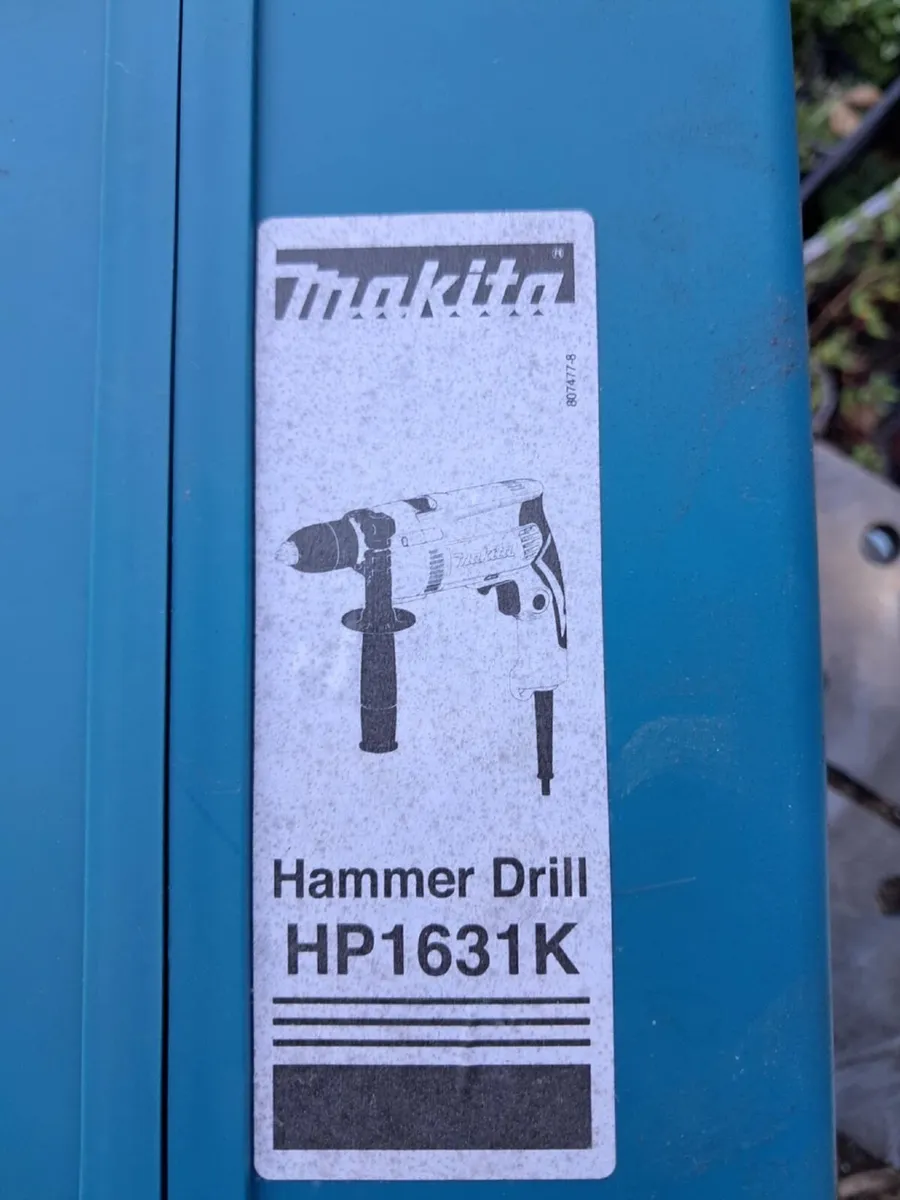 makita®
807477-8
makita
Hammer Drill
HP1631K